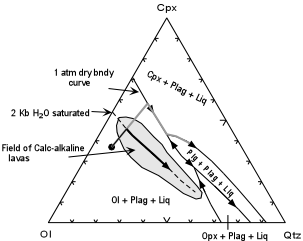 Cpx
1 atm dry bndy
curve
Cpx + Plag + Liq
2 Kb H₂O saturated
Field of Calc-alkaline
lavas
Pig + Plag + Liq
Ol + Plag + Liq
Ol
Qtz
Opx + Plag + Liq